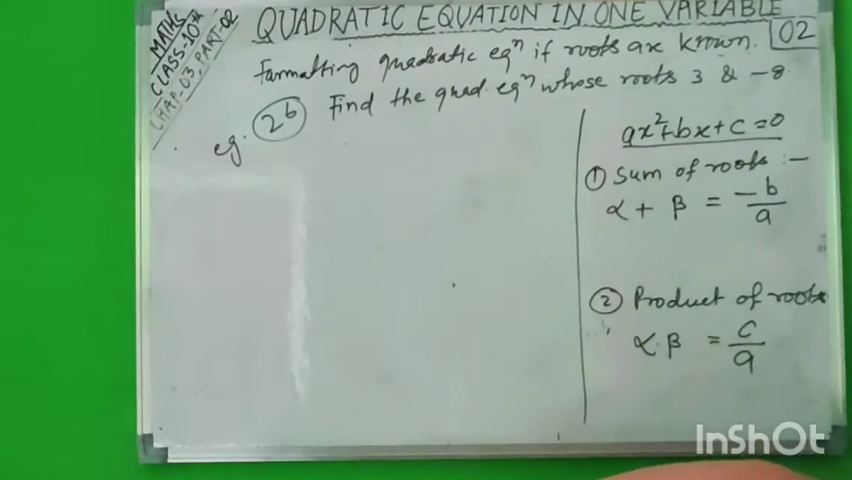 MATHS
CLASS-10th
CHAP-03, PART-02
QUADRATIC EQUATION IN ONE VARIABLE
02
Farmatting quadratic eqn if roots are known.
eg. 26 Find the quad. eqn whose roots 3 & -8
ax²+bx+c=0
① Sum of roots :-
α + β = -b/a
② Product of roots
α.β = c/a
InShOt